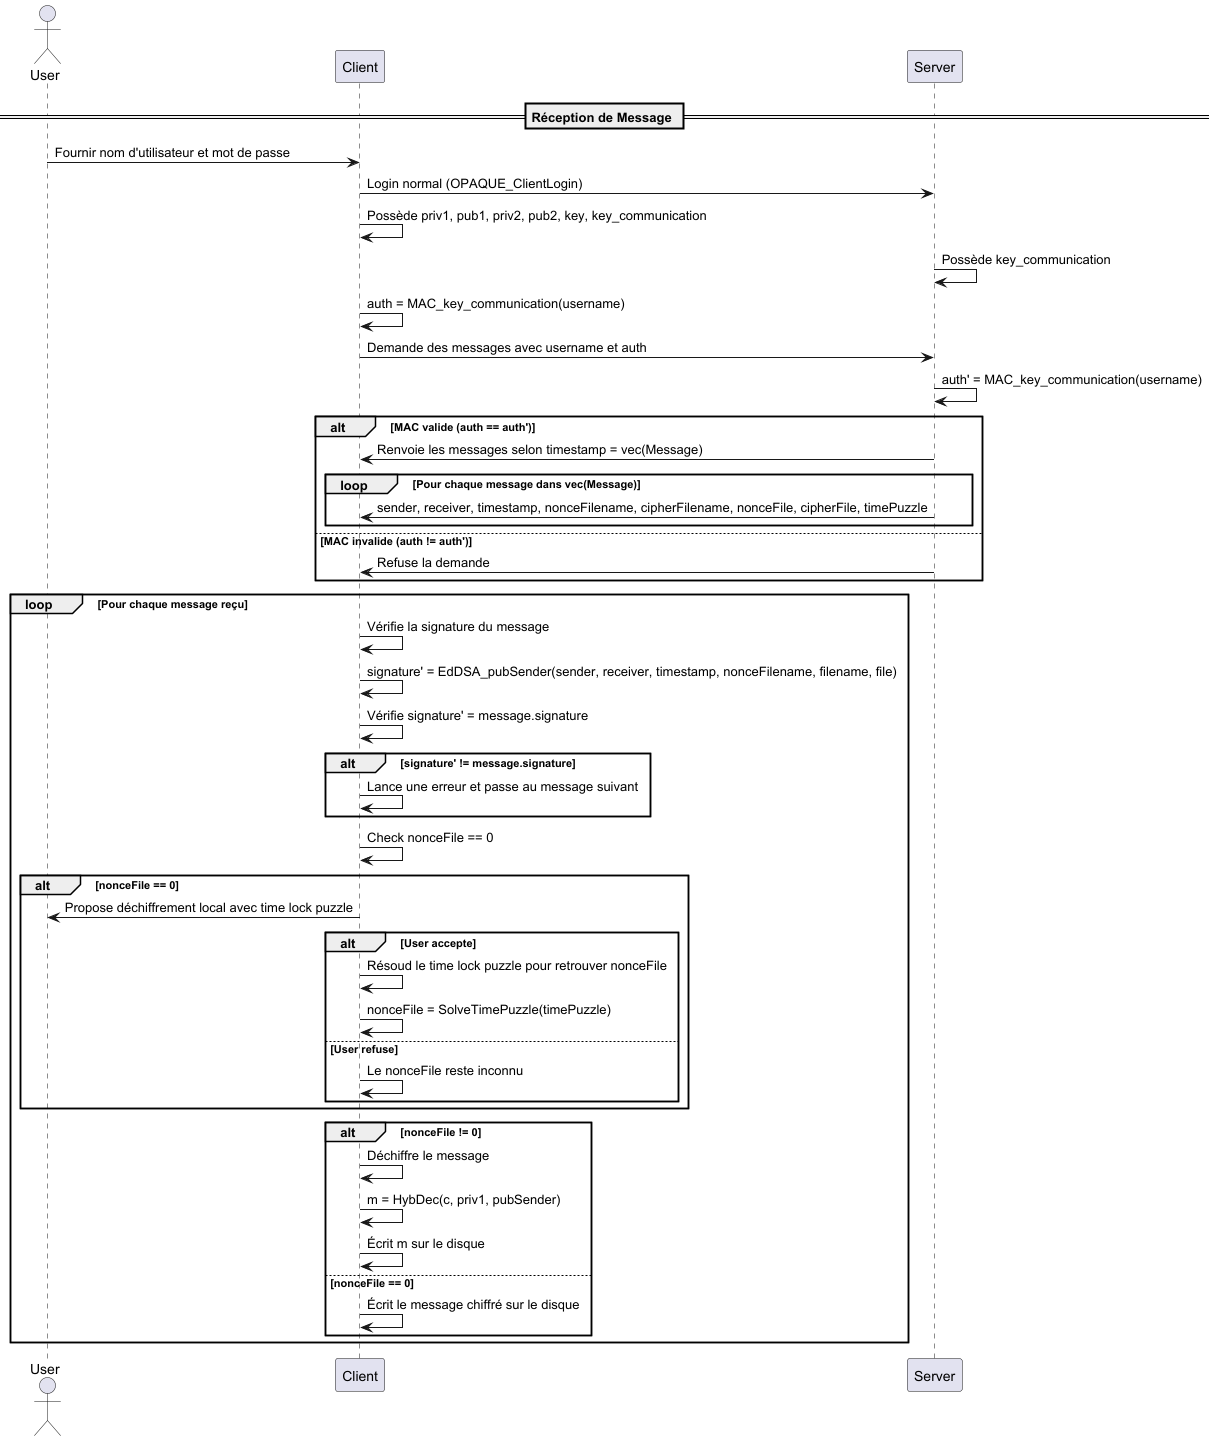 User
Client
Server
Réception de Message
Fournir nom d'utilisateur et mot de passe
Login normal (OPAQUE_ClientLogin)
Possède priv1, pub1, priv2, pub2, key, key_communication
Possède key_communication
auth = MAC_key_communication(username)
Demande des messages avec username et auth
auth' = MAC_key_communication(username)
alt [MAC valide (auth == auth')]
Renvoie les messages selon timestamp = vec(Message)
loop [Pour chaque message dans vec(Message)]
sender, receiver, timestamp, nonceFilename, cipherFilename, nonceFile, cipherFile, timePuzzle
[MAC invalide (auth != auth')]
Refuse la demande
loop [Pour chaque message reçu]
Vérifie la signature du message
signature' = EdDSA_pubSender(sender, receiver, timestamp, nonceFilename, filename, file)
Vérifie signature' = message.signature
alt [signature' != message.signature]
Lance une erreur et passe au message suivant
Check nonceFile == 0
alt [nonceFile == 0]
Propose déchiffrement local avec time lock puzzle
alt [User accepte]
Résoud le time lock puzzle pour retrouver nonceFile
nonceFile = SolveTimePuzzle(timePuzzle)
[User refuse]
Le nonceFile reste inconnu
alt [nonceFile != 0]
Déchiffre le message
m = HybDec(c, priv1, pubSender)
Écrit m sur le disque
[nonceFile == 0]
Écrit le message chiffré sur le disque
User
Client
Server